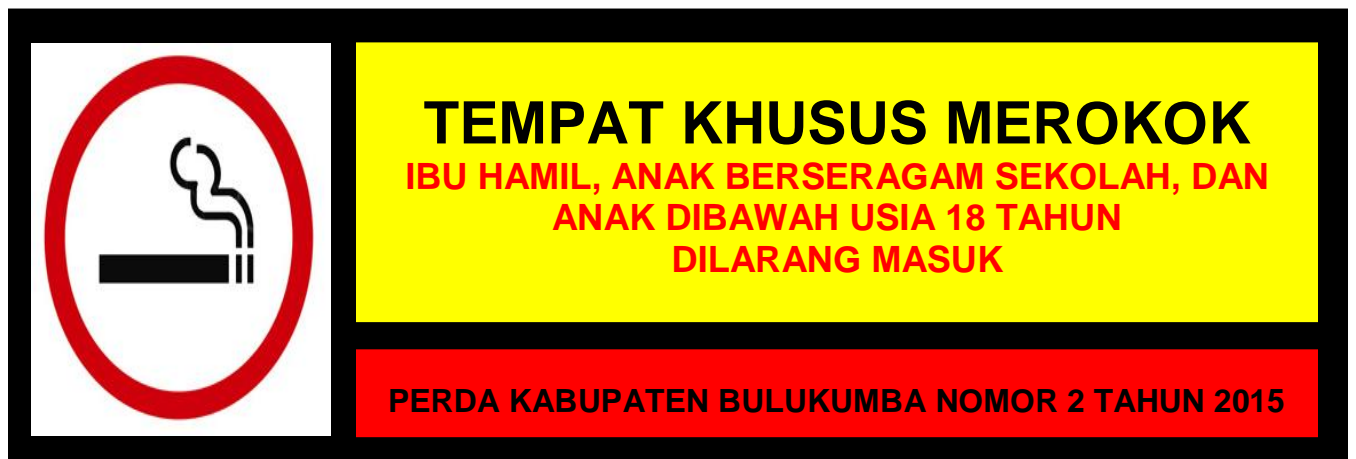 TEMPAT KHUSUS MEROKOK
IBU HAMIL, ANAK BERSERAGAM SEKOLAH, DAN
ANAK DIBAWAH USIA 18 TAHUN
DILARANG MASUK
PERDA KABUPATEN BULUKUMBA NOMOR 2 TAHUN 2015